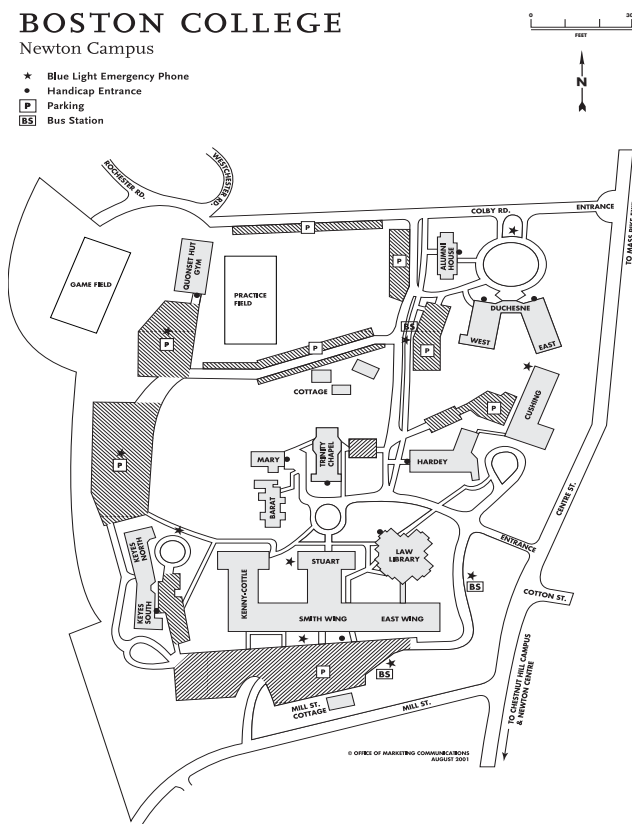 BOSTON COLLEGE
Newton Campus
Blue Light Emergency Phone
Handicap Entrance
P Parking
BS Bus Station
0
FEET
N
ROCHESTER RD.
WESTCHESTER RD.
COLBY RD.
ENTRANCE
P
QUONSET HUT
GYM
GAME FIELD
PRACTICE
FIELD
P
ALUMNI
HOUSE
DUCHESNE
WEST
EAST
BS
P
P
P
COTTAGE
CUSHING
P
P
MARY
TRINITY
CHAPEL
HARDEY
BARAT
CENTRE ST.
ENTRANCE
KEYES
NORTH
KEYES
SOUTH
KENNY-COTTLE
STUART
LAW
LIBRARY
SMITH WING
EAST WING
BS
COTTON ST.
P
BS
MILL ST.
COTTAGE
MILL ST.
TO CHESTNUT HILL CAMPUS
& NEWTON CENTRE
© OFFICE OF MARKETING COMMUNICATIONS
AUGUST 2001